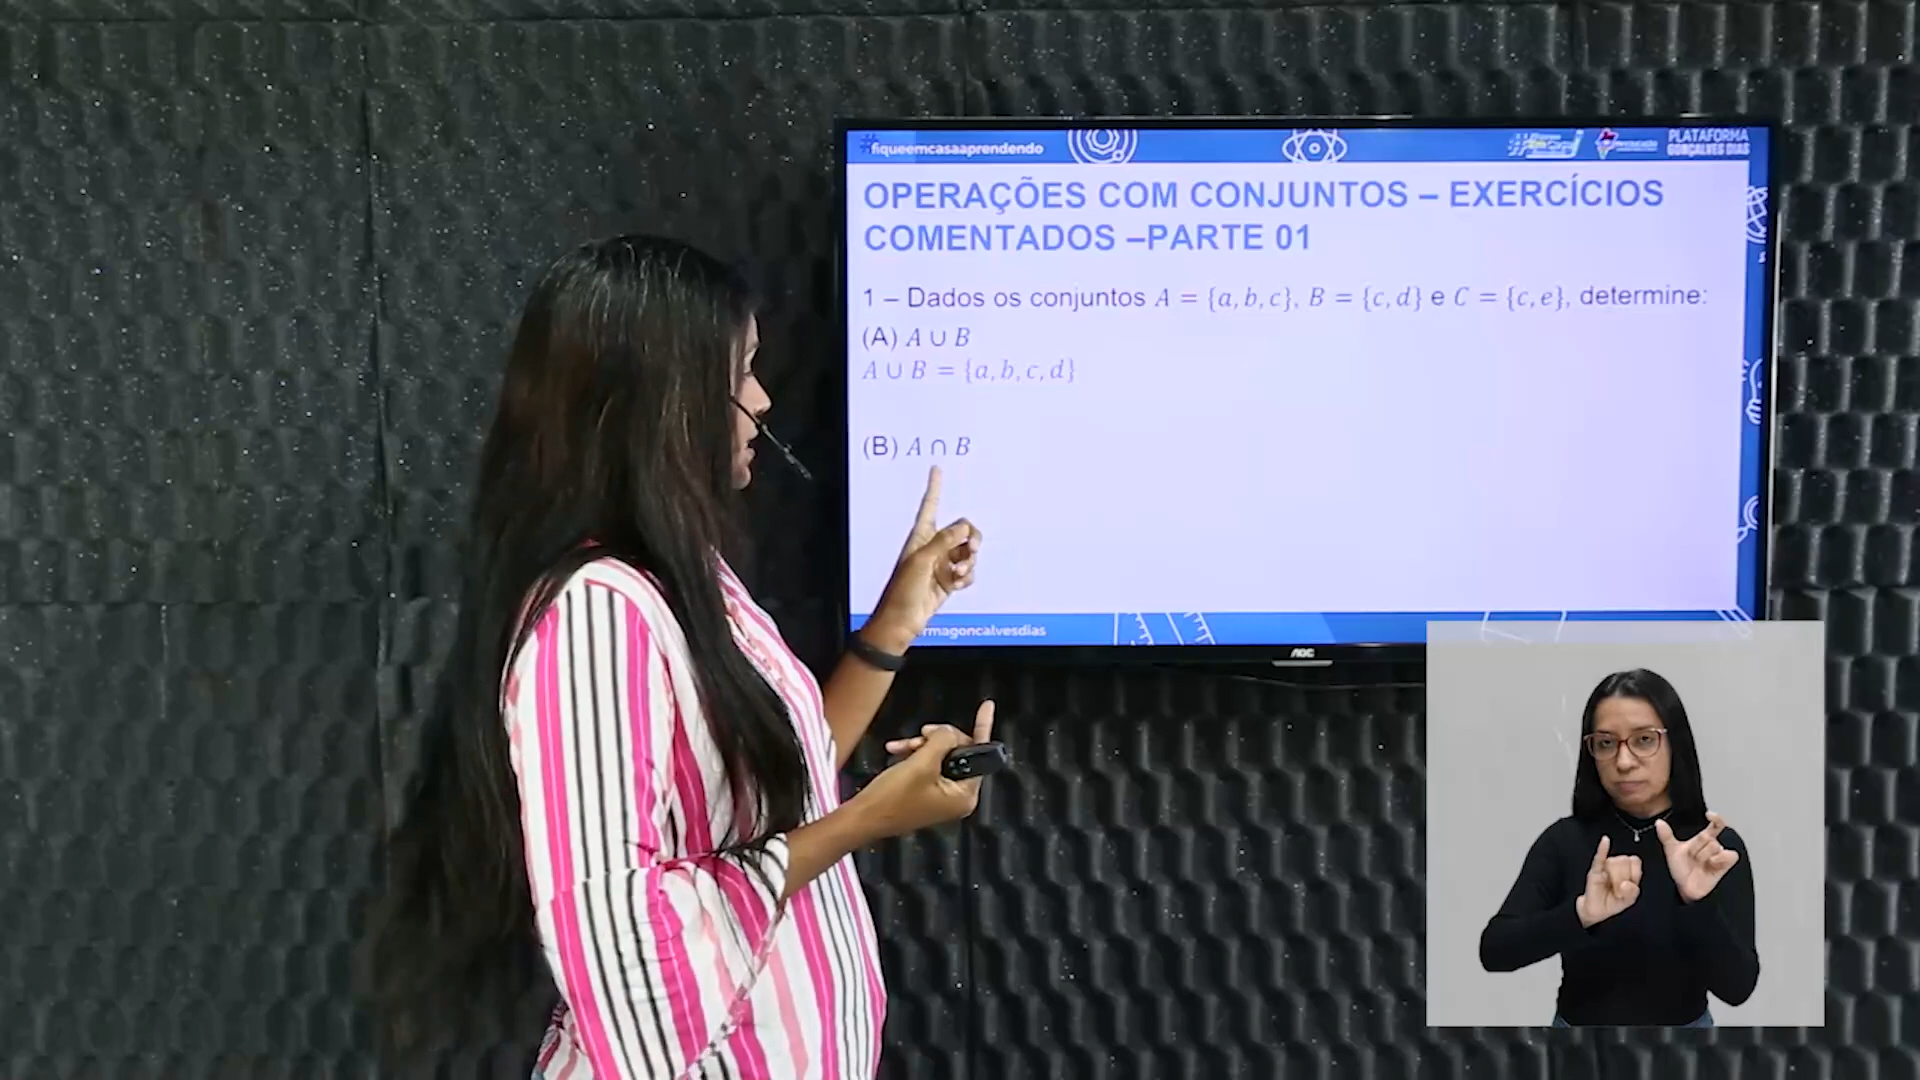 #fiqueemcasaaprendendo
PLATAFORMA
GONÇALVES DIAS
OPERAÇÕES COM CONJUNTOS – EXERCÍCIOS
COMENTADOS –PARTE 01
1 – Dados os conjuntos A = {a, b, c}, B = {c, d} e C = {c, e}, determine:
(A) A ∪ B
A ∪ B = {a, b, c, d}
(B) A ∩ B
rmagoncalvesdias
AOC